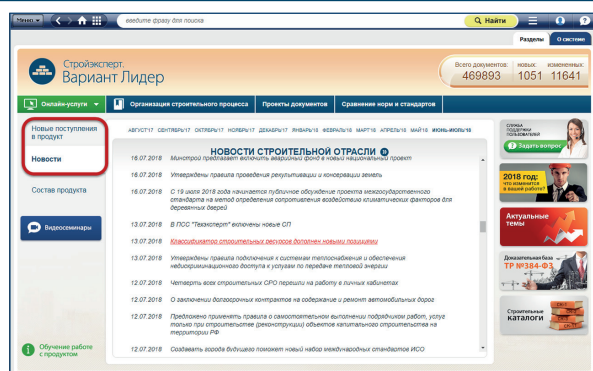 Меню
введите фразу для поиска
Найти
Разделы
О системе
Стройэксперт.
Вариант Лидер
Всего документов: новых: измененных:
469893 1051 11641
Онлайн-услуги
Организация строительного процесса
Проекты документов
Сравнение норм и стандартов
Новые поступления
в продукт
Новости
Состав продукта
Видеосеминары
Обучение работе
с продуктом
АВГУСТ'17 СЕНТЯБРЬ'17 ОКТЯБРЬ'17 НОЯБРЬ'17 ДЕКАБРЬ'17 ЯНВАРЬ'18 ФЕВРАЛЬ'18 МАРТ'18 АПРЕЛЬ'18 МАЙ'18 ИЮНЬ-ИЮЛЬ'18
НОВОСТИ СТРОИТЕЛЬНОЙ ОТРАСЛИ
16.07.2018 Минстрой предлагает включить аварийный фонд в новый национальный проект
16.07.2018 Утверждены правила проведения рекультивации и консервации земель
16.07.2018 С 19 июля 2018 года начинается публичное обсуждение проекта межгосударственного
стандарта на метод определения сопротивления воздействию климатических факторов для
деревянных дверей
13.07.2018 В ПСС "Техэксперт" включены новые СП
13.07.2018 Классификатор строительных ресурсов дополнен новыми позициями
13.07.2018 Утверждены правила подключения к системам теплоснабжения и обеспечения
недискриминационного доступа к услугам по передаче тепловой энергии
12.07.2018 Четверть всех строительных СРО перешли на работу в личных кабинетах
12.07.2018 О заключении долгосрочных контрактов на содержание и ремонт автомобильных дорог
12.07.2018 Предложено применять правила о самостоятельном выполнении подрядчиком работ, услуг
только при строительстве (реконструкции) объектов капитального строительства на
территории РФ
12.07.2018 Создавать города будущего поможет новый набор международных стандартов ИСО
СЛУЖБА
ПОДДЕРЖКИ
ПОЛЬЗОВАТЕЛЕЙ
Задать вопрос
2018 год:
что изменится
в вашей работе?
Актуальные
темы
Доказательная база
ТР №384-ФЗ
Строительные
каталоги